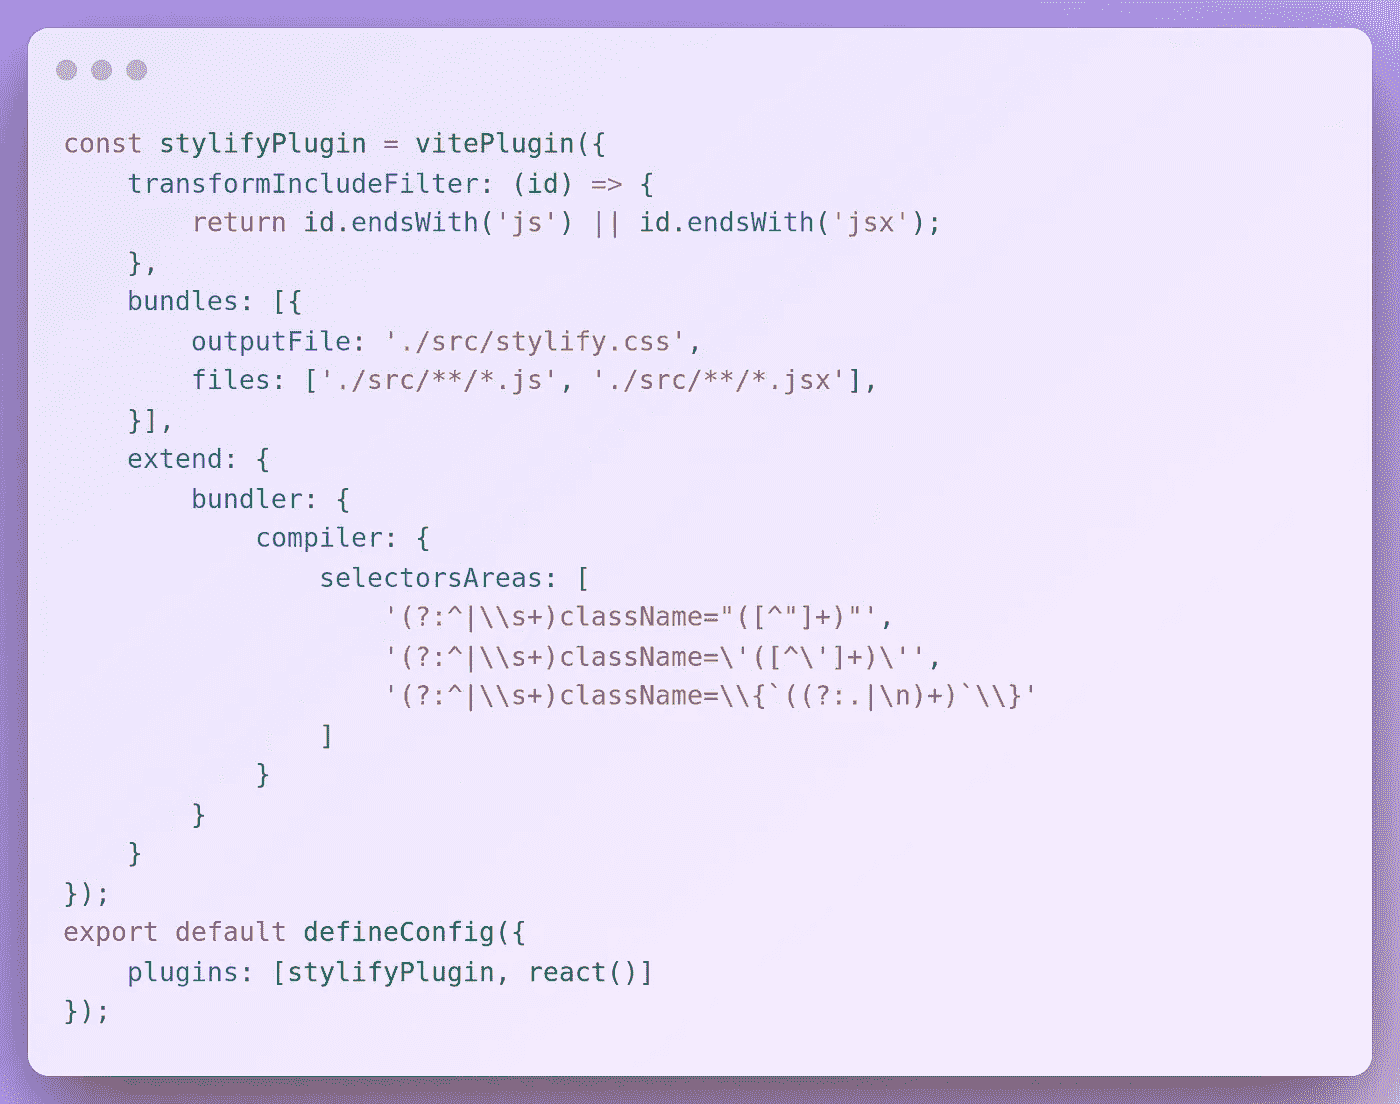 const stylifyPlugin = vitePlugin({
    transformIncludeFilter: (id) => {
        return id.endsWith('js') || id.endsWith('jsx');
    },
    bundles: [{
        outputFile: './src/stylify.css',
        files: ['./src/**/*.js', './src/**/*.jsx'],
    }],
    extend: {
        bundler: {
            compiler: {
                selectorsAreas: [
                    '(?:^|\\s+)className="([^"]+)"',
                    '(?:^|\\s+)className=\'([^\']+)\'',
                    '(?:^|\\s+)className=\\{`((?:.|\n)+)`\\}'
                ]
            }
        }
    }
});
export default defineConfig({
    plugins: [stylifyPlugin, react()]
});